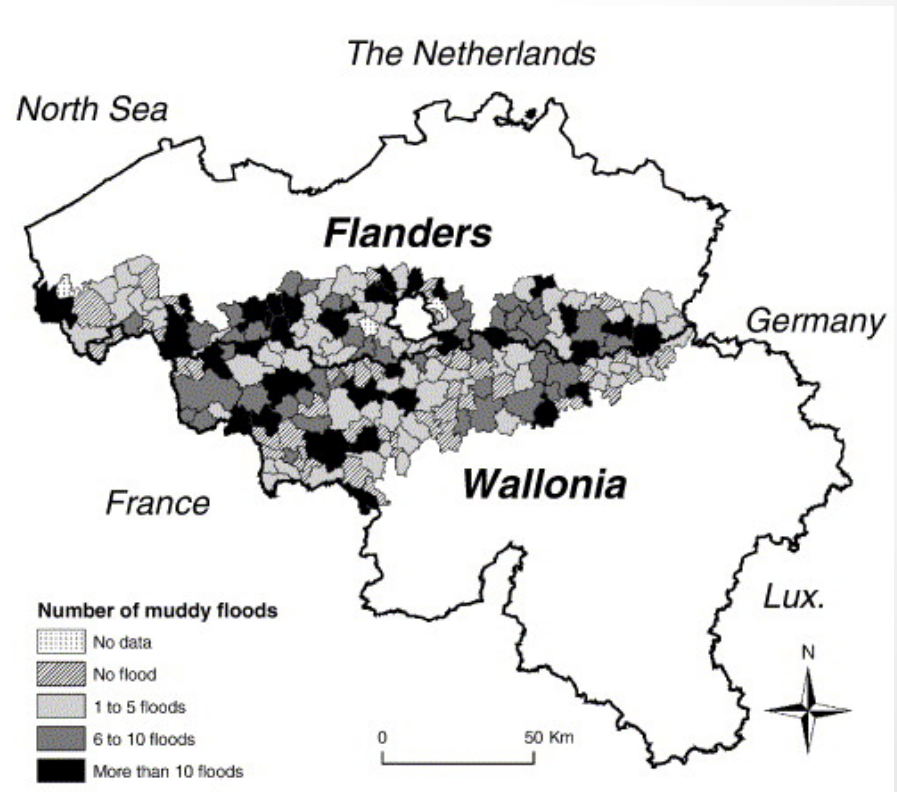 The Netherlands
North Sea
Flanders
Germany
Wallonia
France
Lux.
Number of muddy floods
No data
No flood
1 to 5 floods
6 to 10 floods
More than 10 floods
0 50 Km
N